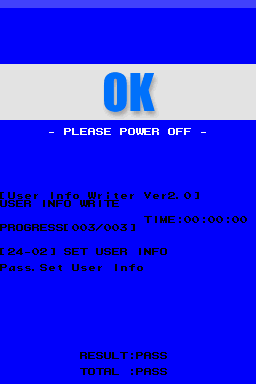 OK
- PLEASE POWER OFF -
[User Info Writer Ver2.0]
USER INFO WRITE
TIME:00:00:00
PROGRESS[003/003]
[24-02] SET USER INFO
Pass.Set User Info
RESULT:PASS
TOTAL :PASS